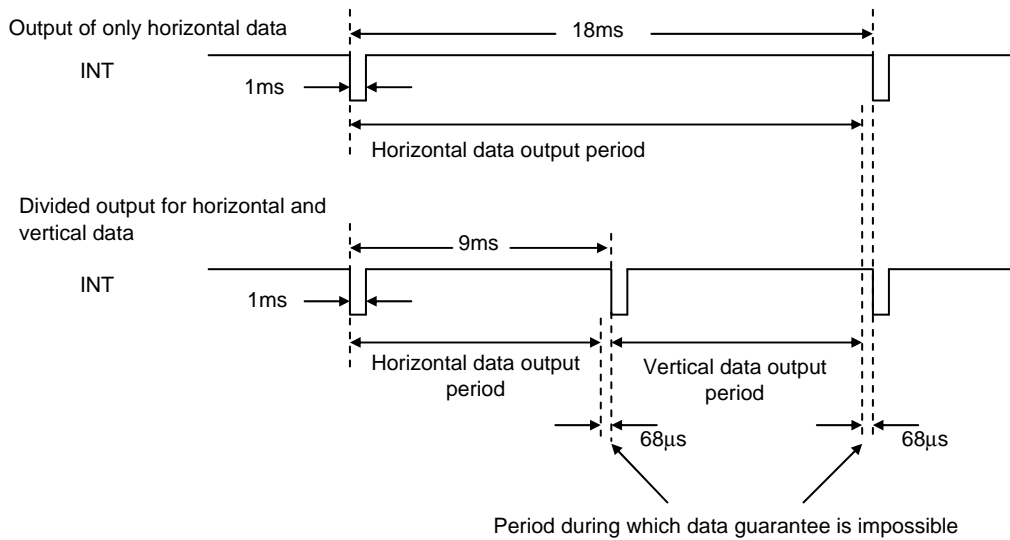 Output of only horizontal data
18ms
INT
1ms
Horizontal data output period
Divided output for horizontal and
vertical data
9ms
INT
1ms
Horizontal data output
period
Vertical data output
period
68μs
68μs
Period during which data guarantee is impossible